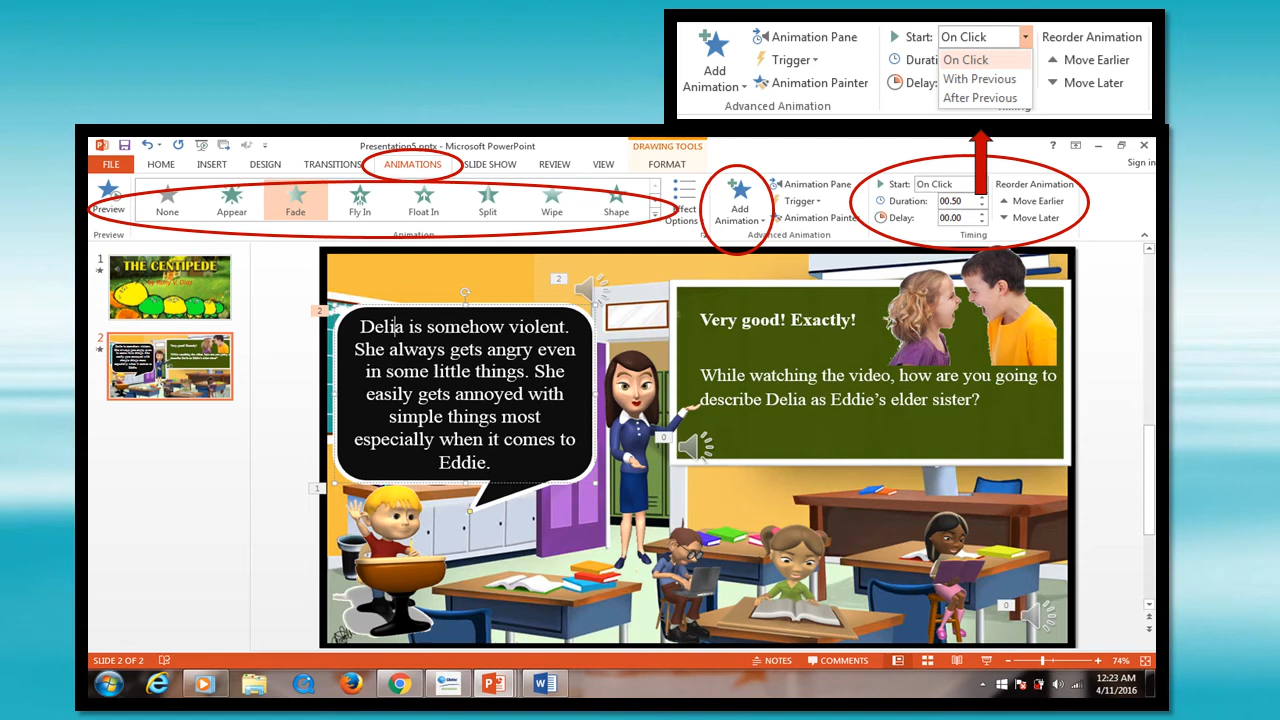 Add
Animation
Animation Pane
Trigger
Animation Painter
Advanced Animation
Start: On Click
Durati
Delay:
On Click
With Previous
After Previous
Reorder Animation
Move Earlier
Move Later
Presentation5.pptx - Microsoft PowerPoint
DRAWING TOOLS
Sign in
FILE HOME INSERT DESIGN TRANSITIONS ANIMATIONS SLIDE SHOW REVIEW VIEW FORMAT
Preview
Preview
None Appear Fade Fly In Float In Split Wipe Shape
Animation
Effect
Options
Add
Animation
Animation Pane
Trigger
Animation Painter
Advanced Animation
Start: On Click
Duration: 00.50
Delay: 00.00
Reorder Animation
Move Earlier
Move Later
Timing
1
THE CENTIPEDE
2
2
2
1
0
0
Delia is somehow violent.
She always gets angry even
in some little things. She
easily gets annoyed with
simple things most
especially when it comes to
Eddie.
Very good! Exactly!
While watching the video, how are you going to
describe Delia as Eddie’s elder sister?
SLIDE 2 OF 2
NOTES
COMMENTS
74%
12:23 AM
4/11/2016